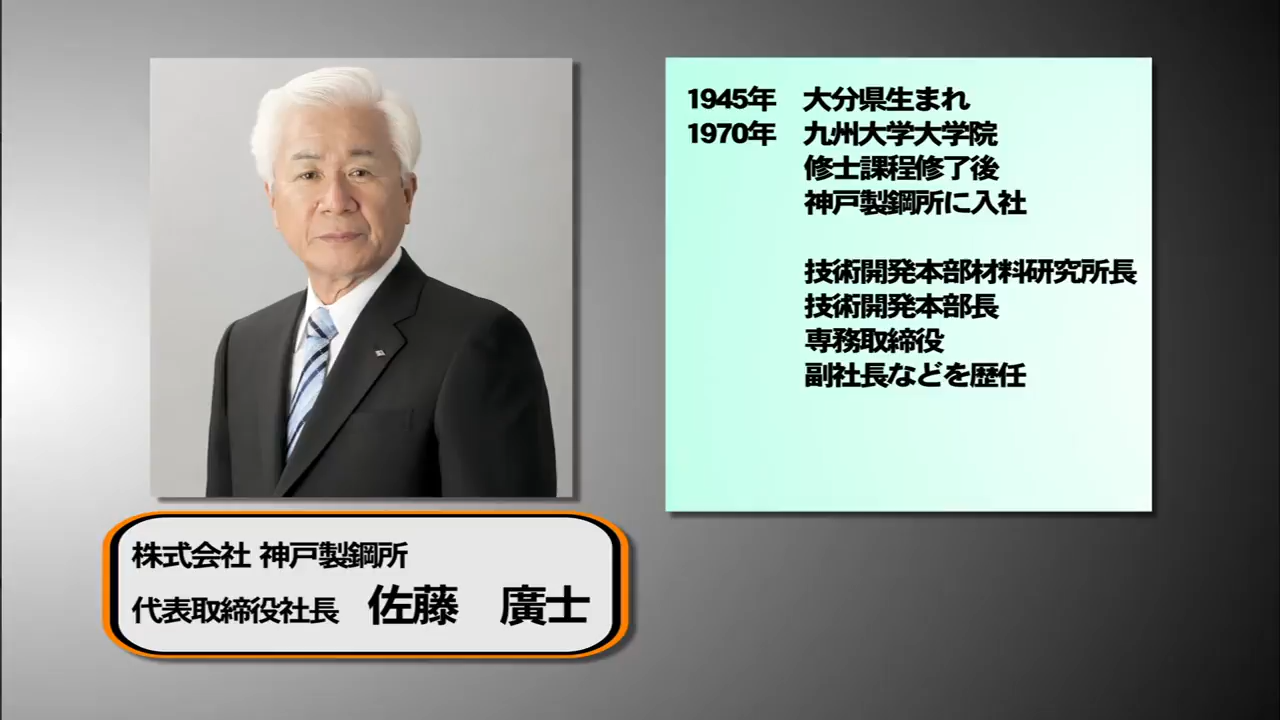 1945年　大分県生まれ
1970年　九州大学大学院
修士課程修了後
神戸製鋼所に入社
技術開発本部材料研究所長
技術開発本部長
専務取締役
副社長などを歴任
株式会社 神戸製鋼所
代表取締役社長　佐藤　廣士